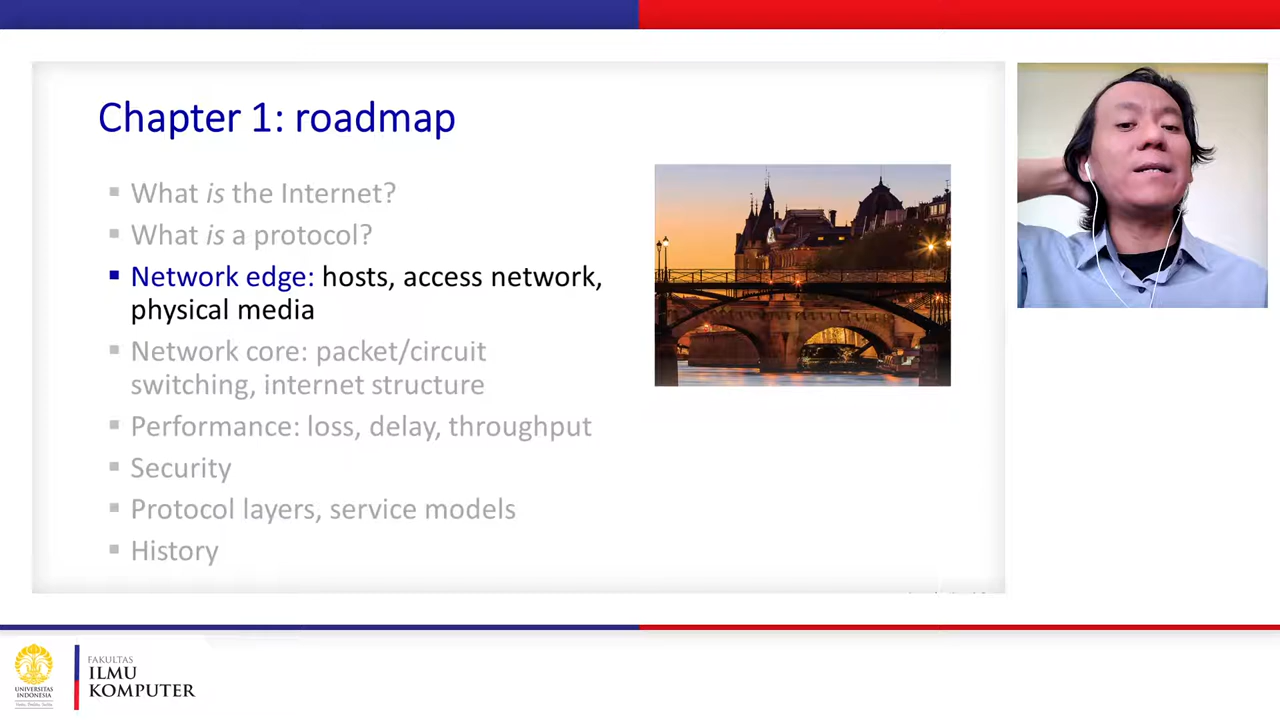 Chapter 1: roadmap
▪ What is the Internet?
▪ What is a protocol?
▪ Network edge: hosts, access network,
physical media
▪ Network core: packet/circuit
switching, internet structure
▪ Performance: loss, delay, throughput
▪ Security
▪ Protocol layers, service models
▪ History
UNIVERSITAS
INDONESIA
FAKULTAS
ILMU
KOMPUTER